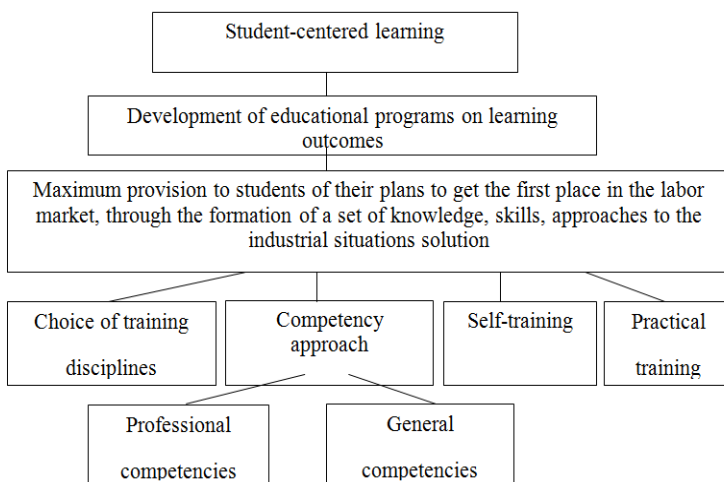 Student-centered learning
Development of educational programs on learning
outcomes
Maximum provision to students of their plans to get the first place in the labor
market, through the formation of a set of knowledge, skills, approaches to the
industrial situations solution
Choice of training
disciplines
Competency
approach
Self-training
Practical
training
Professional
competencies
General
competencies